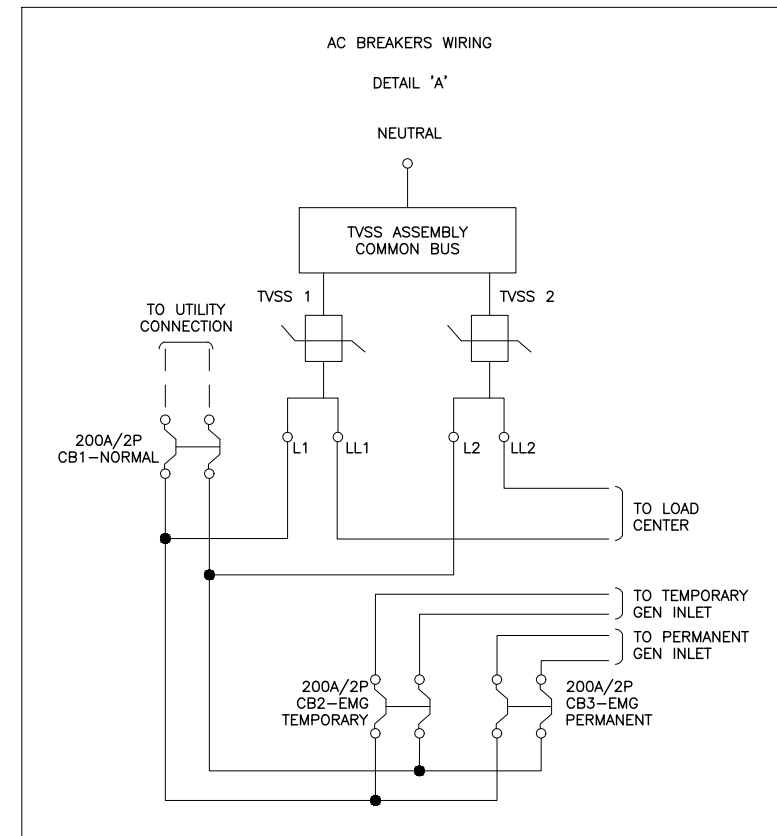 AC BREAKERS WIRING
DETAIL 'A'
NEUTRAL
TVSS ASSEMBLY
COMMON BUS
TVSS 1
TVSS 2
TO UTILITY
CONNECTION
200A/2P
CB1-NORMAL
L1
LL1
L2
LL2
TO LOAD
CENTER
TO TEMPORARY
GEN INLET
TO PERMANENT
GEN INLET
200A/2P
CB2-EMG
TEMPORARY
200A/2P
CB3-EMG
PERMANENT